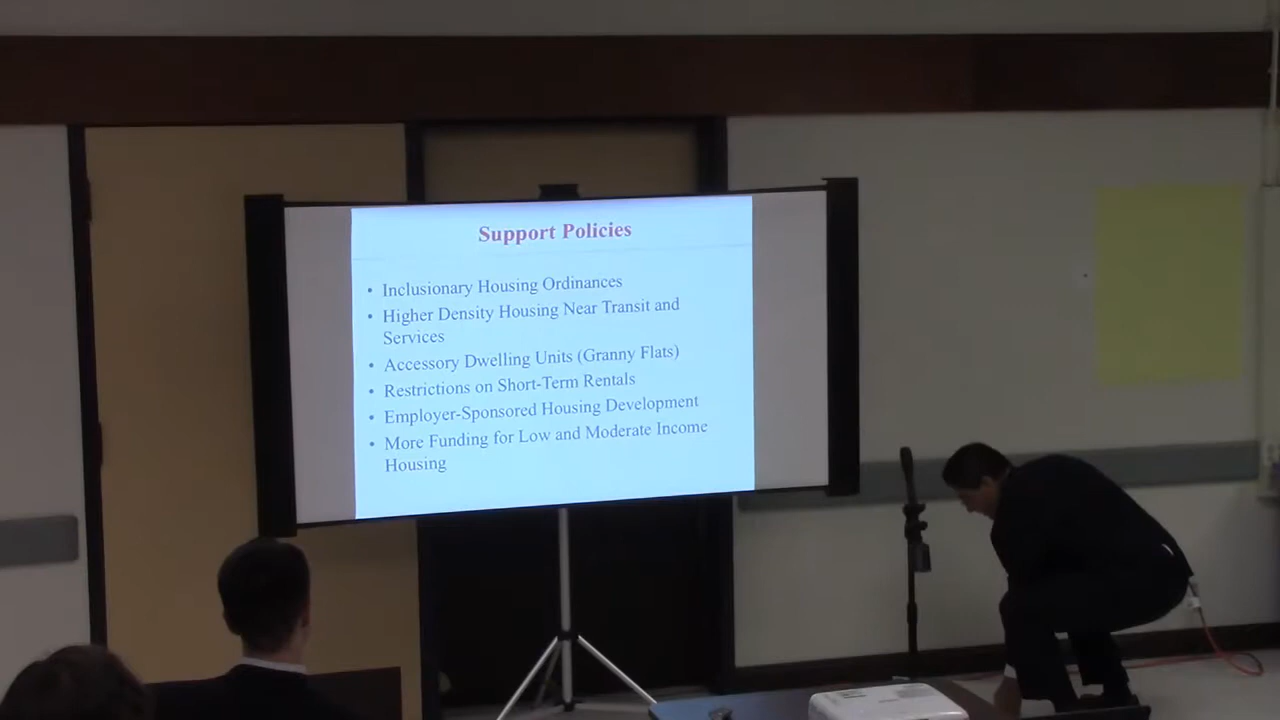 Support Policies
• Inclusionary Housing Ordinances
• Higher Density Housing Near Transit and
Services
• Accessory Dwelling Units (Granny Flats)
• Restrictions on Short-Term Rentals
• Employer-Sponsored Housing Development
• More Funding for Low and Moderate Income
Housing